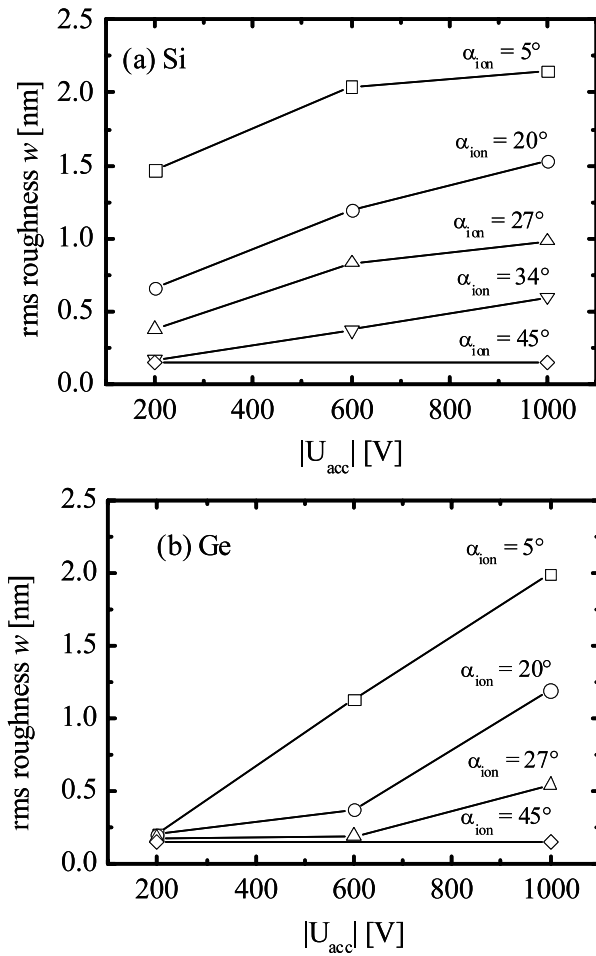 (a) Si
α_ion = 5°
α_ion = 20°
α_ion = 27°
α_ion = 34°
α_ion = 45°
rms roughness w [nm]
2.5
2.0
1.5
1.0
0.5
0.0
200 400 600 800 1000
|U_acc| [V]
(b) Ge
α_ion = 5°
α_ion = 20°
α_ion = 27°
α_ion = 45°
rms roughness w [nm]
2.5
2.0
1.5
1.0
0.5
0.0
200 400 600 800 1000
|U_acc| [V]